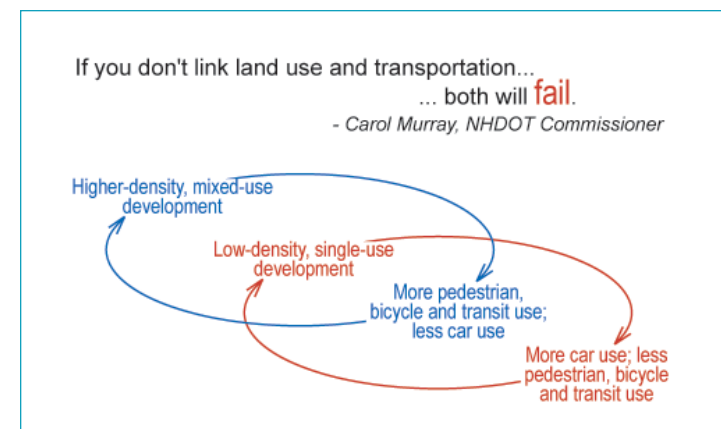 If you don't link land use and transportation...
... both will fail.
- Carol Murray, NHDOT Commissioner
Higher-density, mixed-use
development
Low-density, single-use
development
More pedestrian,
bicycle and transit use;
less car use
More car use; less
pedestrian, bicycle
and transit use